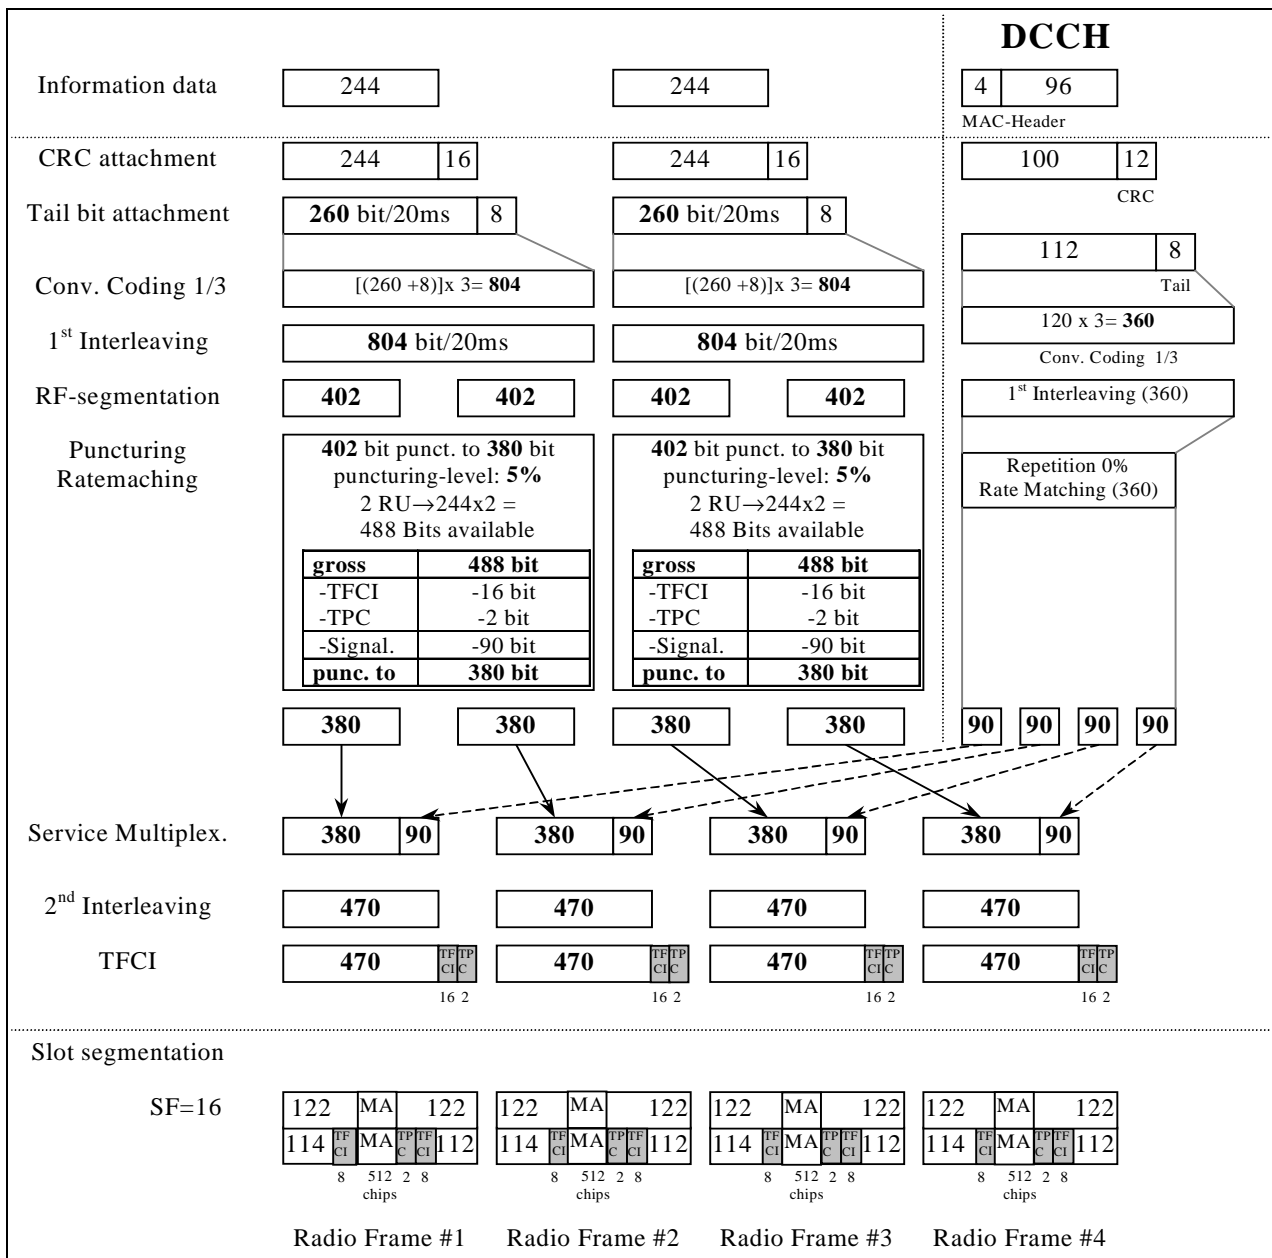 DCCH
Information data 244 244 4 96
MAC-Header
CRC attachment 244 16 244 16 100 12
CRC
Tail bit attachment 260 bit/20ms 8 260 bit/20ms 8
112 8
Tail
Conv. Coding 1/3 [(260 +8)]x 3= 804 [(260 +8)]x 3= 804
120 x 3= 360
Conv. Coding 1/3
1st Interleaving 804 bit/20ms 804 bit/20ms
RF-segmentation 402 402 402 402 1st Interleaving (360)
Puncturing
Ratemaching
402 bit punct. to 380 bit
puncturing-level: 5%
2 RU→244x2 =
488 Bits available
gross 488 bit
-TFCI -16 bit
-TPC -2 bit
-Signal. -90 bit
punc. to 380 bit
402 bit punct. to 380 bit
puncturing-level: 5%
2 RU→244x2 =
488 Bits available
gross 488 bit
-TFCI -16 bit
-TPC -2 bit
-Signal. -90 bit
punc. to 380 bit
Repetition 0%
Rate Matching (360)
380 380 380 380 90 90 90 90
Service Multiplex. 380 90 380 90 380 90 380 90
2nd Interleaving 470 470 470 470
TFCI 470 TF CI TP C 470 TF CI TP C 470 TF CI TP C 470 TF CI TP C
16 2 16 2 16 2 16 2
Slot segmentation
SF=16 122 MA 122 122 MA 122 122 MA 122 122 MA 122
114 TF CI MA TP C TF CI 112 114 TF CI MA TP C TF CI 112 114 TF CI MA TP C TF CI 112 114 TF CI MA TP C TF CI 112
8 512 2 8 8 512 2 8 8 512 2 8 8 512 2 8
chips chips chips chips
Radio Frame #1 Radio Frame #2 Radio Frame #3 Radio Frame #4